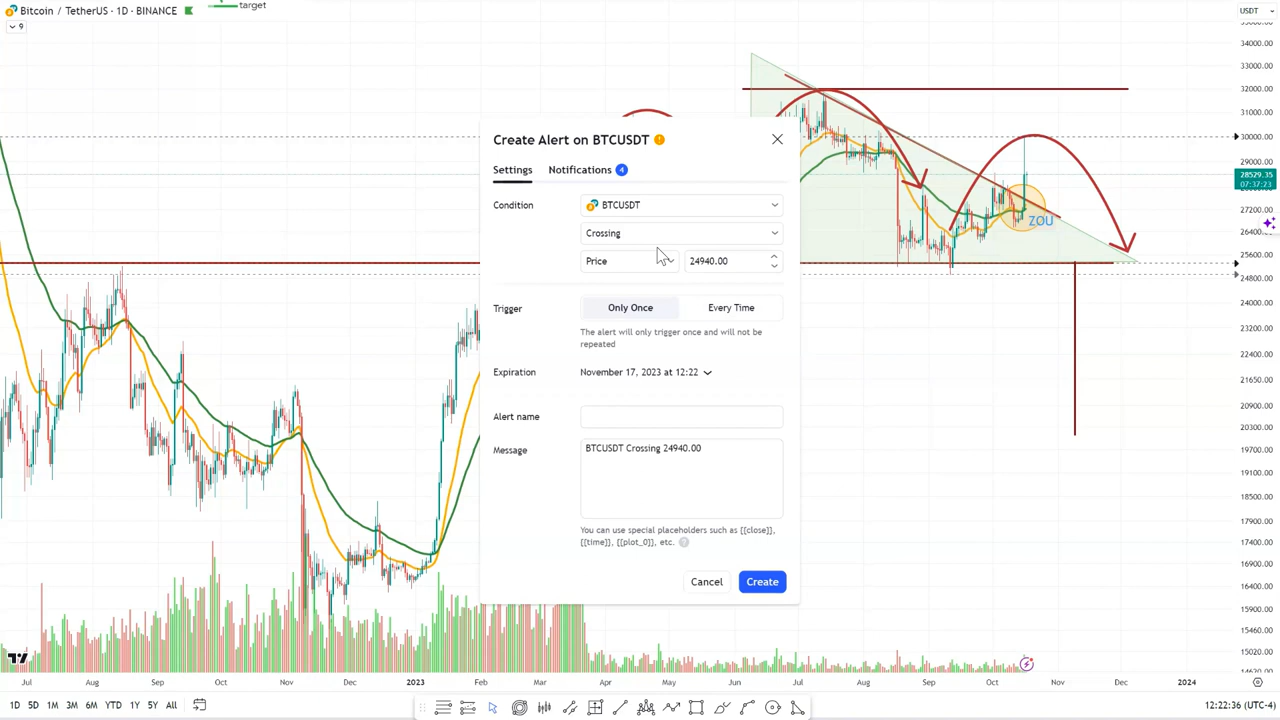 Bitcoin / TetherUS · 1D · BINANCE
target
USDT
9
34000.00
33000.00
32000.00
31000.00
30000.00
29000.00
28529.35
07:37:23
27200.00
26400.00
25600.00
24800.00
24000.00
23200.00
22400.00
21650.00
20900.00
20300.00
19700.00
19100.00
18500.00
17900.00
17300.00
16900.00
16400.00
15900.00
15460.00
15020.00
ZOU
Create Alert on BTCUSDT
Settings
Notifications 4
Condition
BTCUSDT
Crossing
Price
24940.00
Trigger
Only Once
Every Time
The alert will only trigger once and will not be
repeated
Expiration
November 17, 2023 at 12:22
Alert name
Message
BTCUSDT Crossing 24940.00
You can use special placeholders such as {{close}},
{{time}}, {{plot_0}}, etc. ?
Cancel
Create
Jul Aug Sep Oct Nov Dec 2023 Feb Mar Apr May Jun Jul Aug Sep Oct Nov Dec 2024
1D 5D 1M 3M 6M YTD 1Y 5Y All
12:22:36 (UTC-4)